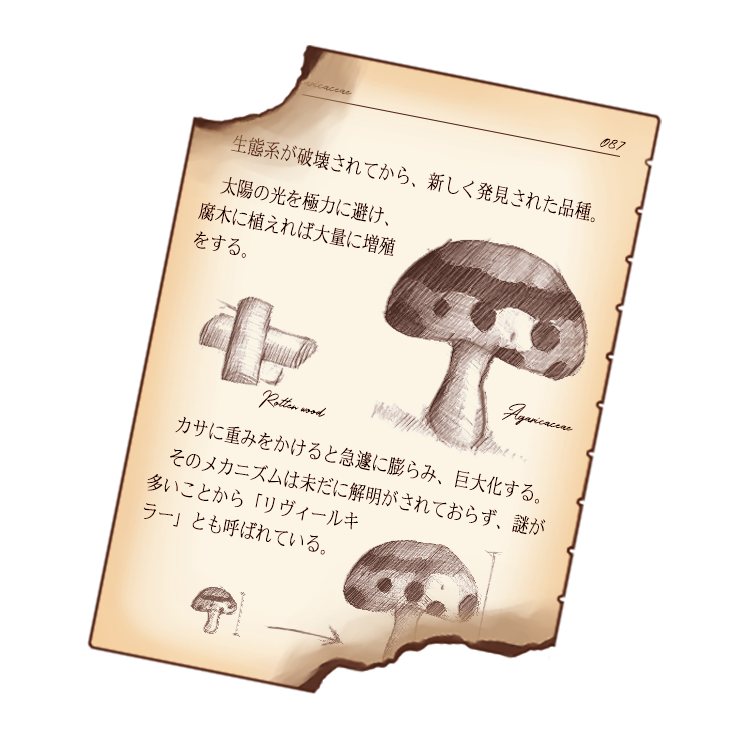 087
生態系が破壊されてから、新しく発見された品種。
太陽の光を極力に避け、
腐木に植えれば大量に増殖
をする。
Rotten wood
Agaricaceae
カサに重みをかけると急遽に膨らみ、巨大化する。
そのメカニズムは未だに解明がされておらず、謎が
多いことから「リヴィールキ
ラー」とも呼ばれている。